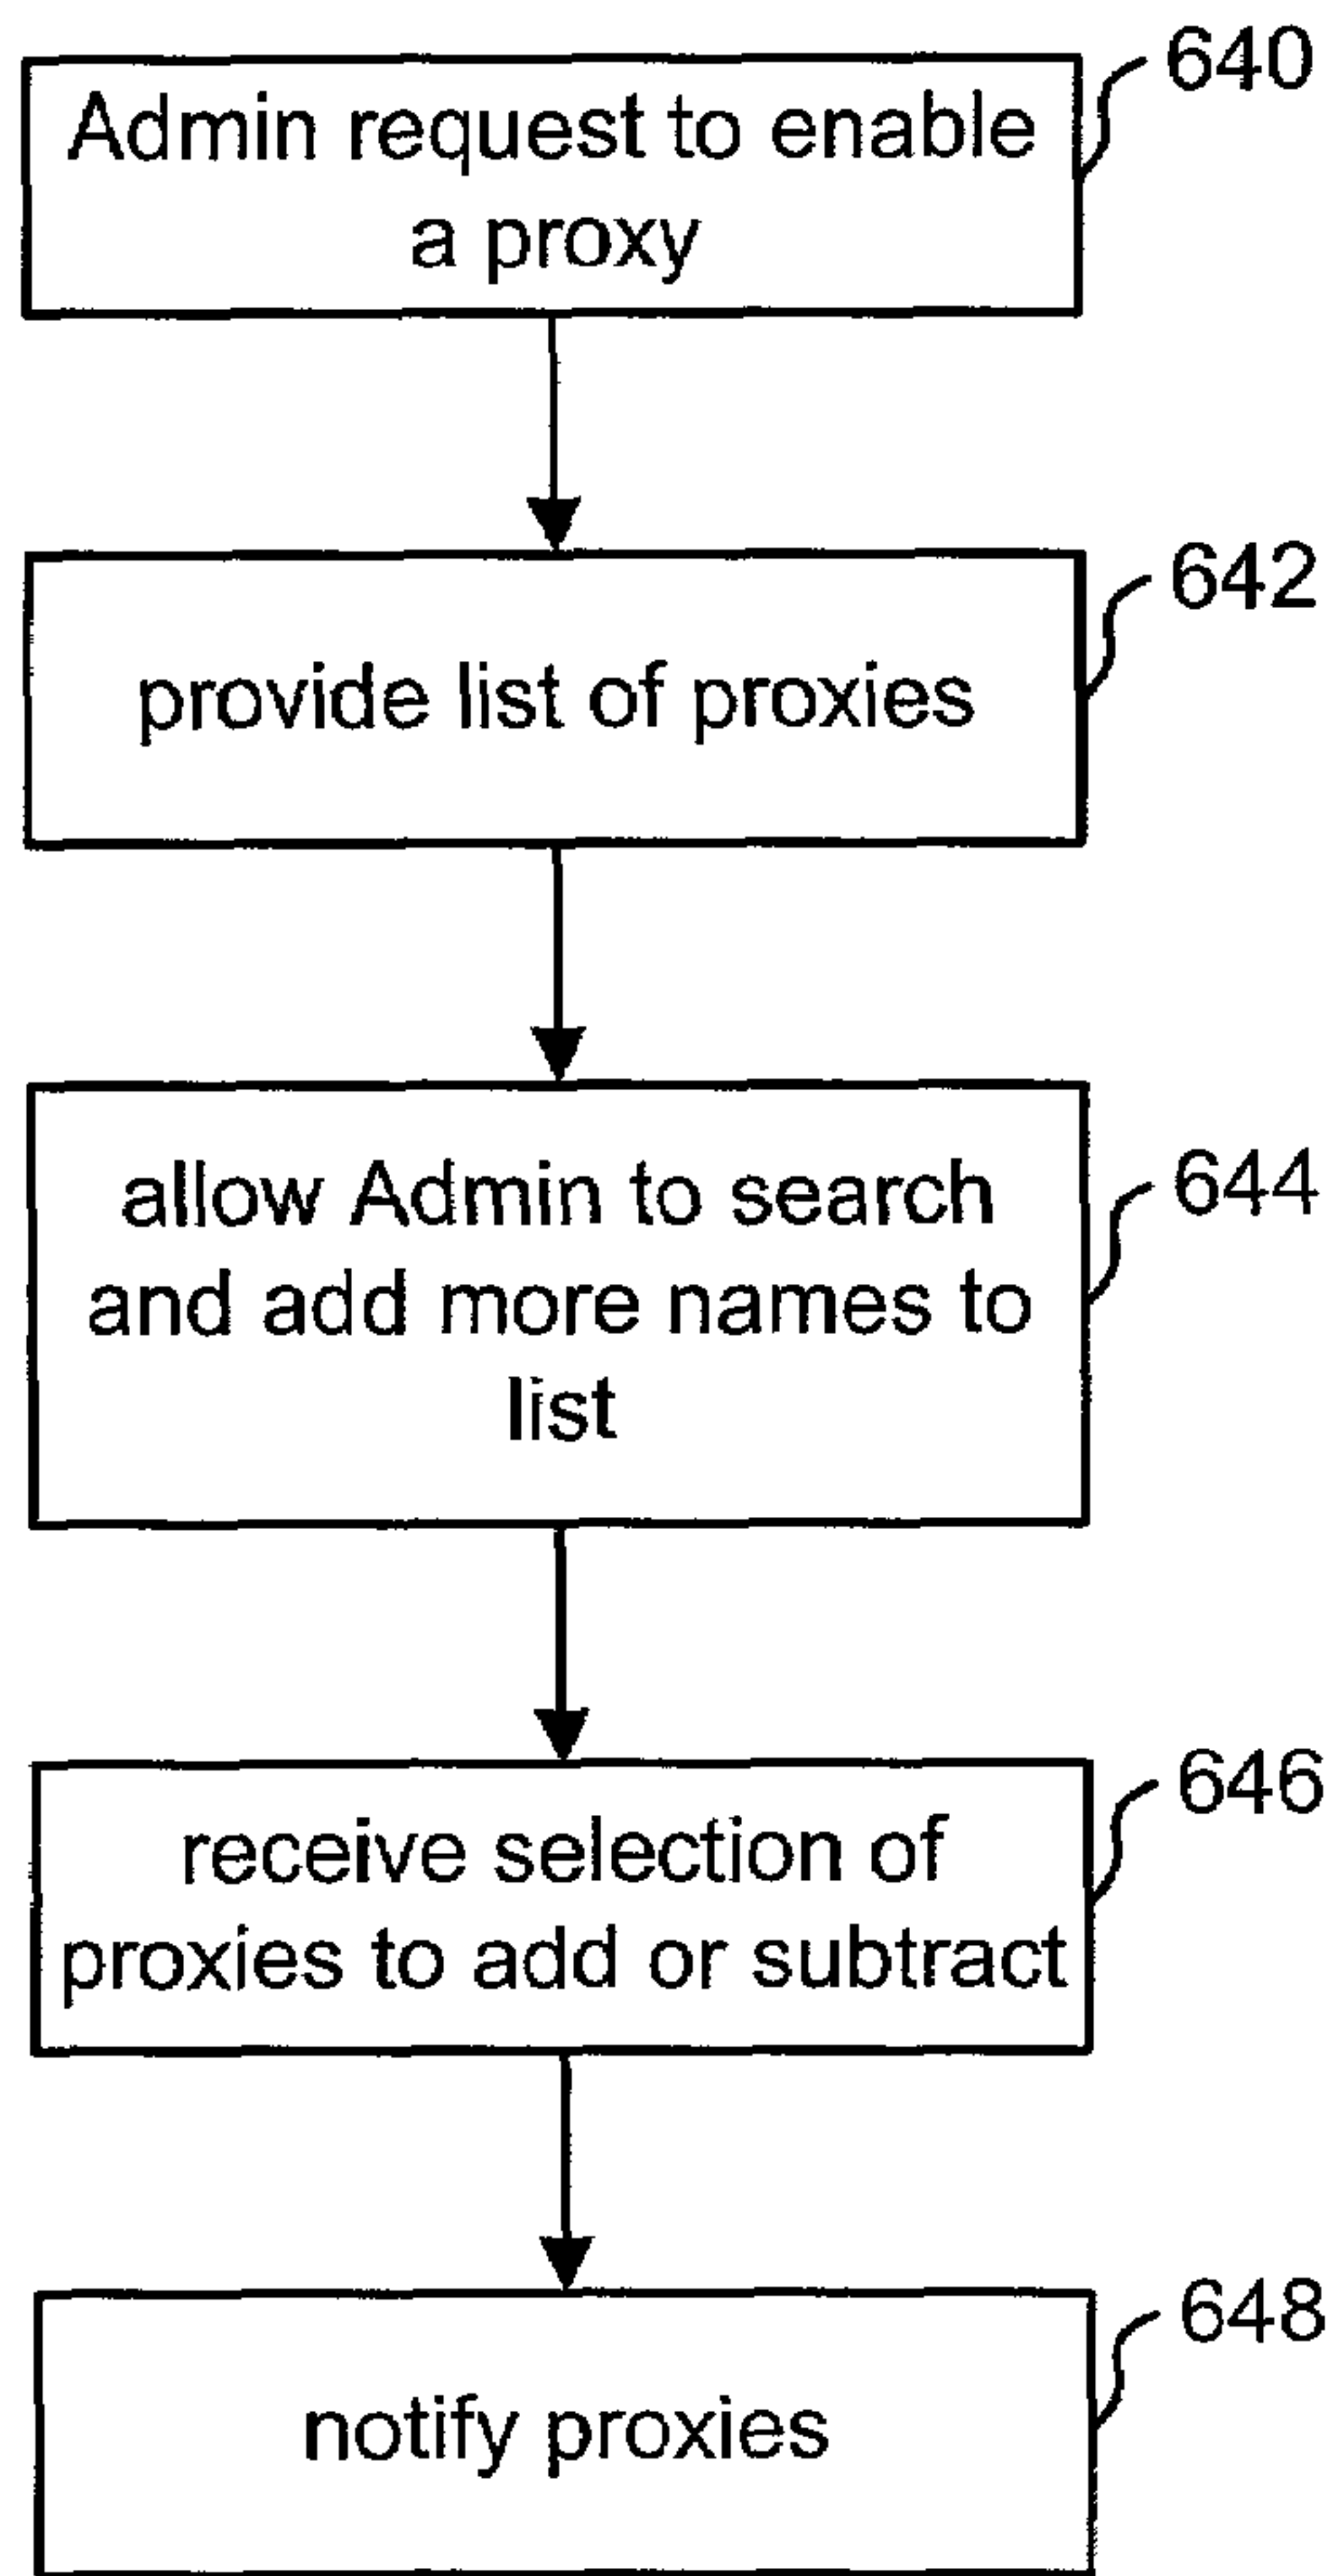 640
Admin request to enable
a proxy
642
provide list of proxies
644
allow Admin to search
and add more names to
list
646
receive selection of
proxies to add or subtract
648
notify proxies